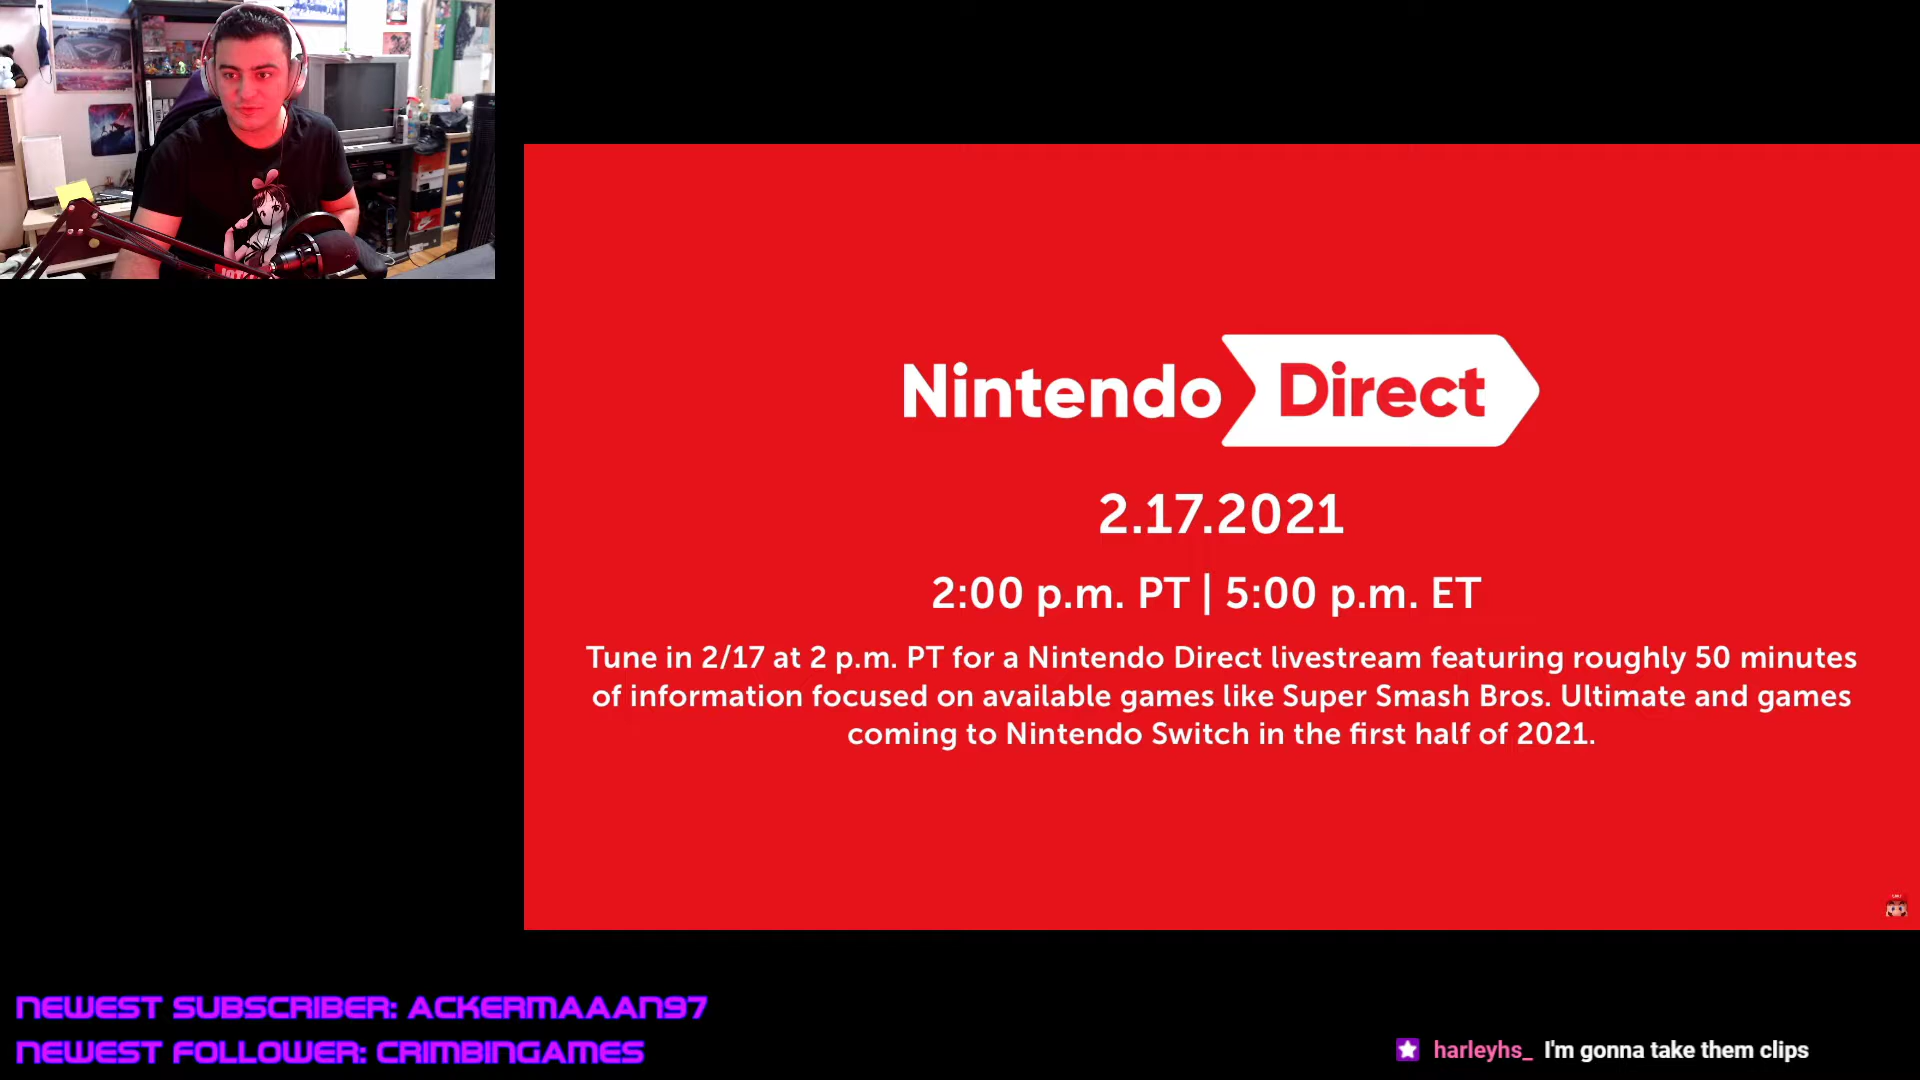 Nintendo Direct
2.17.2021
2:00 p.m. PT | 5:00 p.m. ET
Tune in 2/17 at 2 p.m. PT for a Nintendo Direct livestream featuring roughly 50 minutes
of information focused on available games like Super Smash Bros. Ultimate and games
coming to Nintendo Switch in the first half of 2021.
NEWEST SUBSCRIBER: ACKERMAAAN97
NEWEST FOLLOWER: CRIMBINGAMES
harleyhs_ I'm gonna take them clips